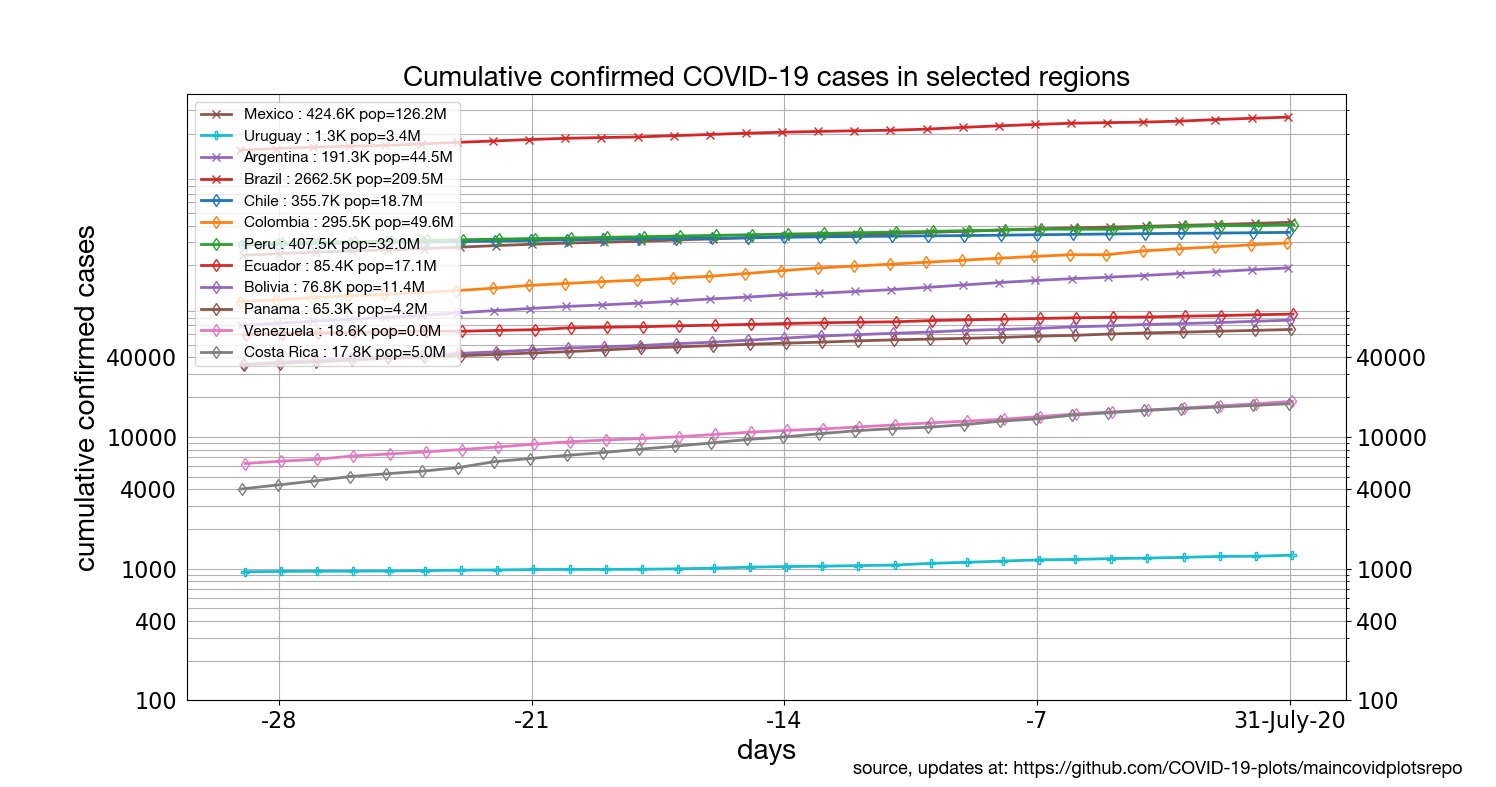 Cumulative confirmed COVID-19 cases in selected regions
Mexico : 424.6K pop=126.2M
Uruguay : 1.3K pop=3.4M
Argentina : 191.3K pop=44.5M
Brazil : 2662.5K pop=209.5M
Chile : 355.7K pop=18.7M
Colombia : 295.5K pop=49.6M
Peru : 407.5K pop=32.0M
Ecuador : 85.4K pop=17.1M
Bolivia : 76.8K pop=11.4M
Panama : 65.3K pop=4.2M
Venezuela : 18.6K pop=0.0M
Costa Rica : 17.8K pop=5.0M
cumulative confirmed cases
40000 40000
10000 10000
4000 4000
1000 1000
400 400
100 100
-28 -21 -14 -7 31-July-20
days
source, updates at: https://github.com/COVID-19-plots/maincovidplotsrepo